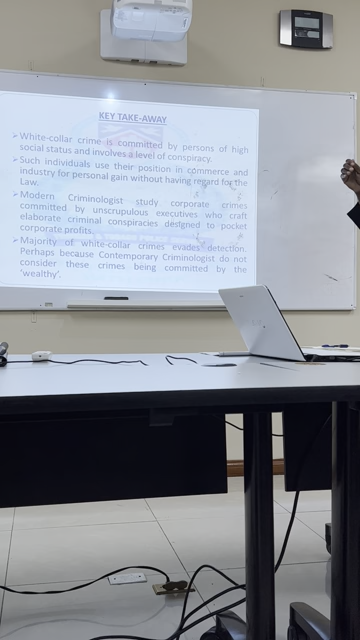 KEY TAKE-AWAY
➢White-collar crime is committed by persons of high
social status and involves a level of conspiracy.
➢Such individuals use their position in commerce and
industry for personal gain without having regard for the
Law.
➢Modern Criminologist study corporate crimes
committed by unscrupulous executives who craft
elaborate criminal conspiracies designed to pocket
corporate profits.
➢Majority of white-collar crimes evades detection.
Perhaps because Contemporary Criminologist do not
consider these crimes being committed by the
'wealthy'.
VAIO